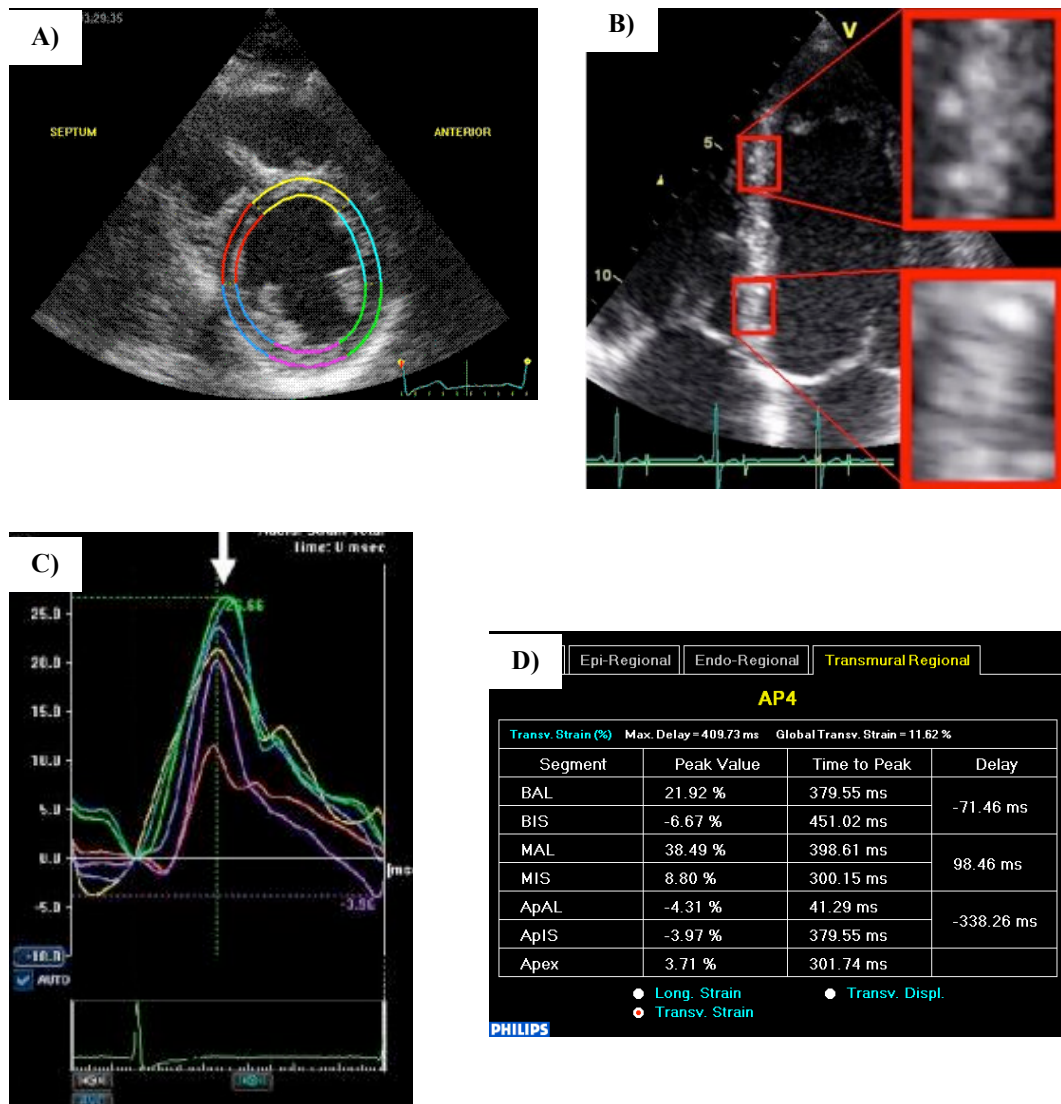 A)
3;29:35
SEPTUM
ANTERIOR
B)
V
5
10
C)
Time: 0 msec
26.66
25.0
20.0
15.0
10.0
5.0
0.0
-5.0
-3.96
-10.0
AUTO
D)
Epi-Regional
Endo-Regional
Transmural Regional
AP4
Transv. Strain (%) Max. Delay = 409.73 ms Global Transv. Strain = 11.62 %
Segment Peak Value Time to Peak Delay
BAL 21.92 % 379.55 ms
-71.46 ms
BIS -6.67 % 451.02 ms
MAL 38.49 % 398.61 ms
98.46 ms
MIS 8.80 % 300.15 ms
ApAL -4.31 % 41.29 ms
-338.26 ms
ApIS -3.97 % 379.55 ms
Apex 3.71 % 301.74 ms
Long. Strain Transv. Displ.
Transv. Strain
PHILIPS